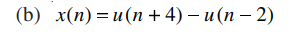 (b) x(n) = u(n + 4) – u(n – 2)